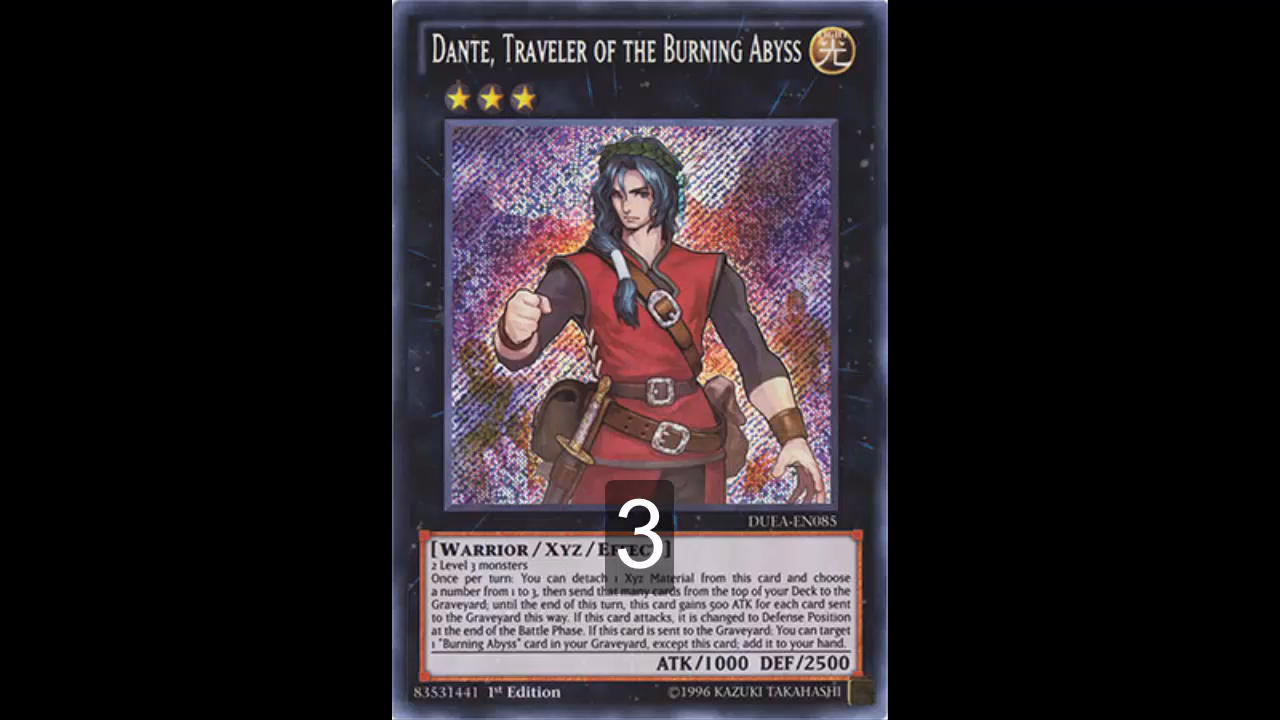 DANTE, TRAVELER OF THE BURNING ABYSS
LIGHT
光
DUEA-EN085
3
[WARRIOR/XYZ/EFFECT]
2 Level 3 monsters
Once per turn: You can detach 1 Xyz Material from this card and choose
a number from 1 to 3, then send that many cards from the top of your Deck to the
Graveyard; until the end of this turn, this card gains 500 ATK for each card sent
to the Graveyard this way. If this card attacks, it is changed to Defense Position
at the end of the Battle Phase. If this card is sent to the Graveyard: You can target
1 "Burning Abyss" card in your Graveyard, except this card; add it to your hand.
ATK/1000 DEF/2500
83531441 1st Edition ©1996 KAZUKI TAKAHASHI